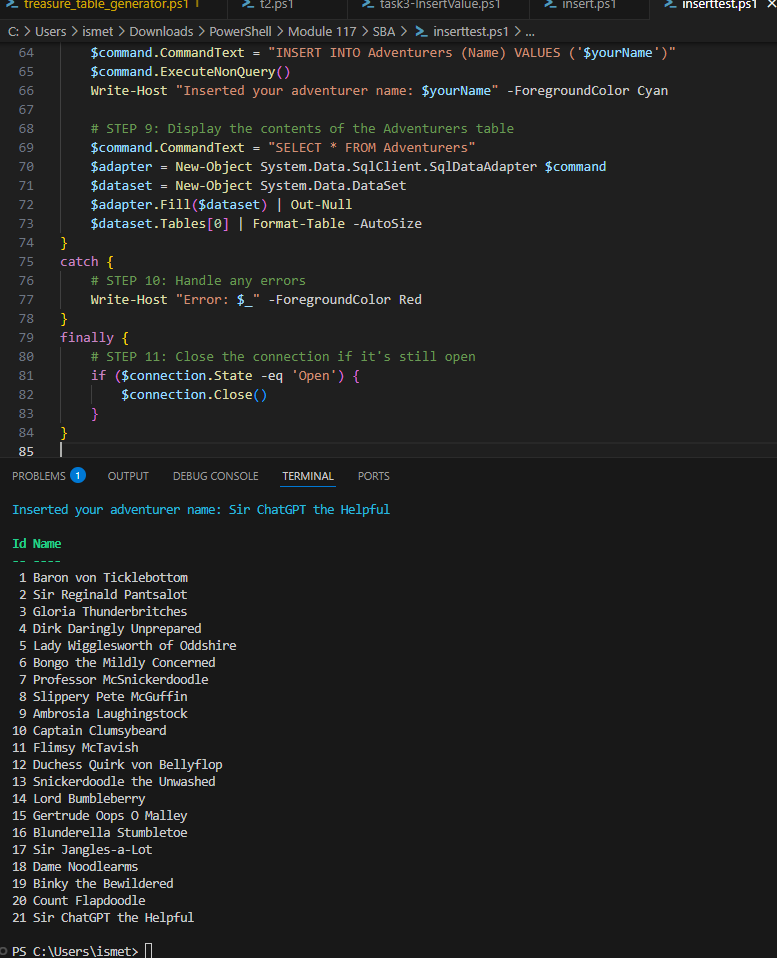 treasure_table_generator.ps1 1 t2.ps1 task3-InsertValue.ps1 insert.ps1 inserttest.ps1
C: > Users > ismet > Downloads > PowerShell > Module 117 > SBA > inserttest.ps1 > ...
64 $command.CommandText = "INSERT INTO Adventurers (Name) VALUES ('$yourName')"
65 $command.ExecuteNonQuery()
66 Write-Host "Inserted your adventurer name: $yourName" -ForegroundColor Cyan
67
68 # STEP 9: Display the contents of the Adventurers table
69 $command.CommandText = "SELECT * FROM Adventurers"
70 $adapter = New-Object System.Data.SqlClient.SqlDataAdapter $command
71 $dataset = New-Object System.Data.DataSet
72 $adapter.Fill($dataset) | Out-Null
73 $dataset.Tables[0] | Format-Table -AutoSize
74 }
75 catch {
76 # STEP 10: Handle any errors
77 Write-Host "Error: $_" -ForegroundColor Red
78 }
79 finally {
80 # STEP 11: Close the connection if it's still open
81 if ($connection.State -eq 'Open') {
82 $connection.Close()
83 }
84 }
85
PROBLEMS 1 OUTPUT DEBUG CONSOLE TERMINAL PORTS
Inserted your adventurer name: Sir ChatGPT the Helpful
Id Name
-- ----
1 Baron von Ticklebottom
2 Sir Reginald Pantsalot
3 Gloria Thunderbritches
4 Dirk Daringly Unprepared
5 Lady Wigglesworth of Oddshire
6 Bongo the Mildly Concerned
7 Professor McSnickerdoodle
8 Slippery Pete McGuffin
9 Ambrosia Laughingstock
10 Captain Clumsybeard
11 Flimsy McTavish
12 Duchess Quirk von Bellyflop
13 Snickerdoodle the Unwashed
14 Lord Bumbleberry
15 Gertrude Oops O Malley
16 Blunderella Stumbletoe
17 Sir Jangles-a-Lot
18 Dame Noodlearms
19 Binky the Bewildered
20 Count Flapdoodle
21 Sir ChatGPT the Helpful
PS C:\Users\ismet>